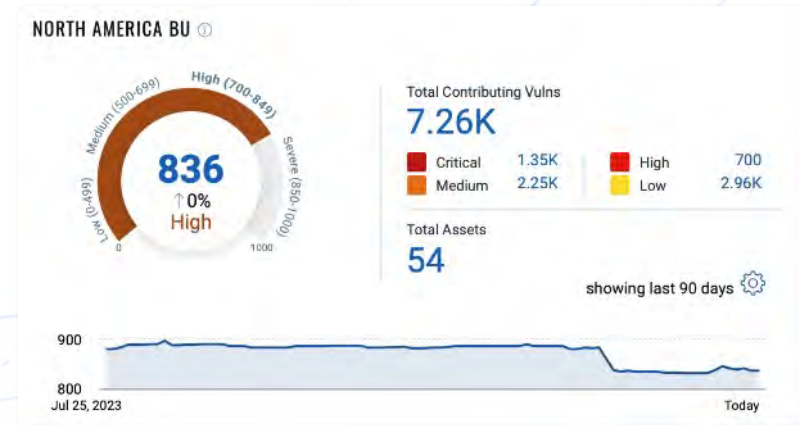 NORTH AMERICA BU
Low (0-499)
Medium (500-699)
High (700-849)
Severe (850-1000)
836
↑0%
High
0
1000
Total Contributing Vulns
7.26K
Critical 1.35K
High 700
Medium 2.25K
Low 2.96K
Total Assets
54
showing last 90 days
900
800
Jul 25, 2023
Today